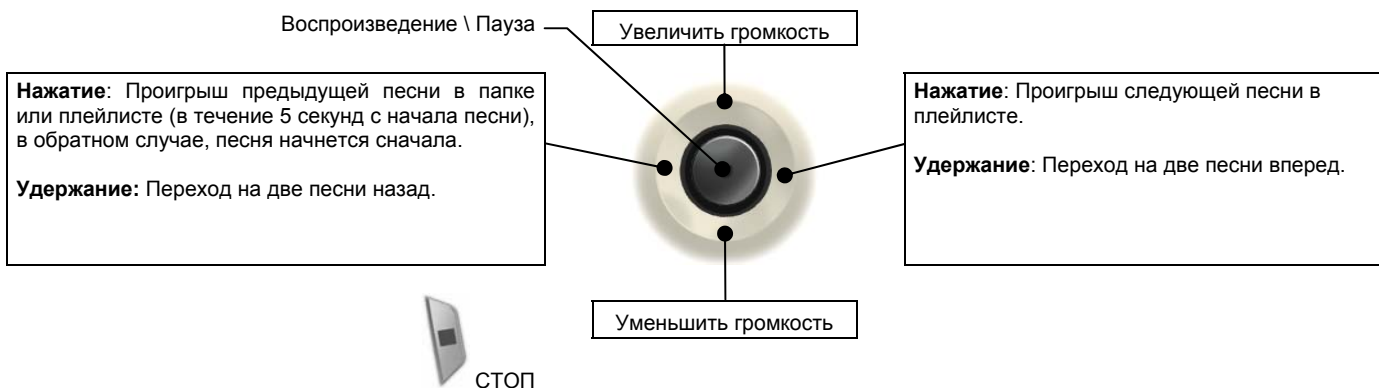 Воспроизведение \ Пауза
Увеличить громкость
Нажатие: Проигрыш предыдущей песни в папке
или плейлисте (в течение 5 секунд с начала песни),
в обратном случае, песня начнется сначала.
Удержание: Переход на две песни назад.
Нажатие: Проигрыш следующей песни в
плейлисте.
Удержание: Переход на две песни вперед.
Уменьшить громкость
СТОП